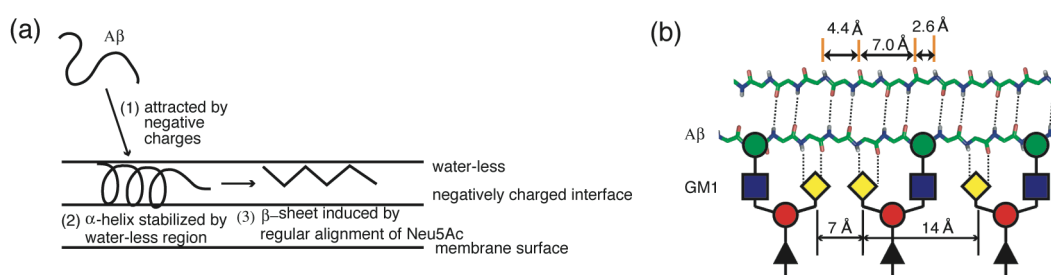 (a)
Aβ
(1) attracted by
negative
charges
water-less
negatively charged interface
(2) α-helix stabilized by
water-less region
(3) β–sheet induced by
regular alignment of Neu5Ac
membrane surface
(b)
4.4 Å
7.0 Å
2.6 Å
Aβ
GM1
7 Å
14 Å